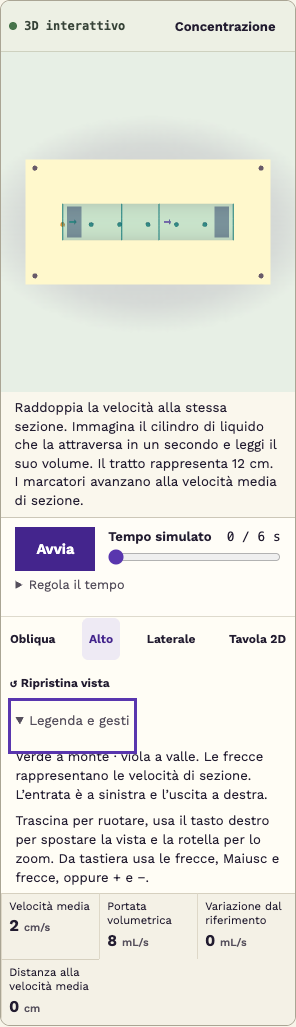 3D interattivo
Concentrazione
Raddoppia la velocità alla stessa
sezione. Immagina il cilindro di liquido
che la attraversa in un secondo e leggi il
suo volume. Il tratto rappresenta 12 cm.
I marcatori avanzano alla velocità media
di sezione.
Avvia
Tempo simulato 0 / 6 s
▶ Regola il tempo
Obliqua Alto Laterale Tavola 2D
↺ Ripristina vista
▼ Legenda e gesti
Verde a monte · viola a valle. Le frecce
rappresentano le velocità di sezione.
L’entrata è a sinistra e l’uscita a destra.
Trascina per ruotare, usa il tasto destro
per spostare la vista e la rotella per lo
zoom. Da tastiera usa le frecce, Maiusc e
frecce, oppure + e −.
Velocità media
2 cm/s
Portata
volumetrica
8 mL/s
Variazione dal
riferimento
0 mL/s
Distanza alla
velocità media
0 cm